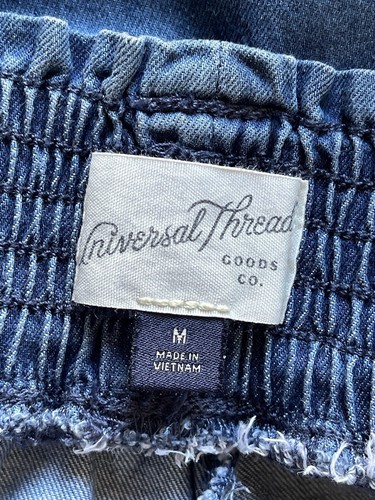 Universal Thread
GOODS
CO.
M
MADE IN
VIETNAM